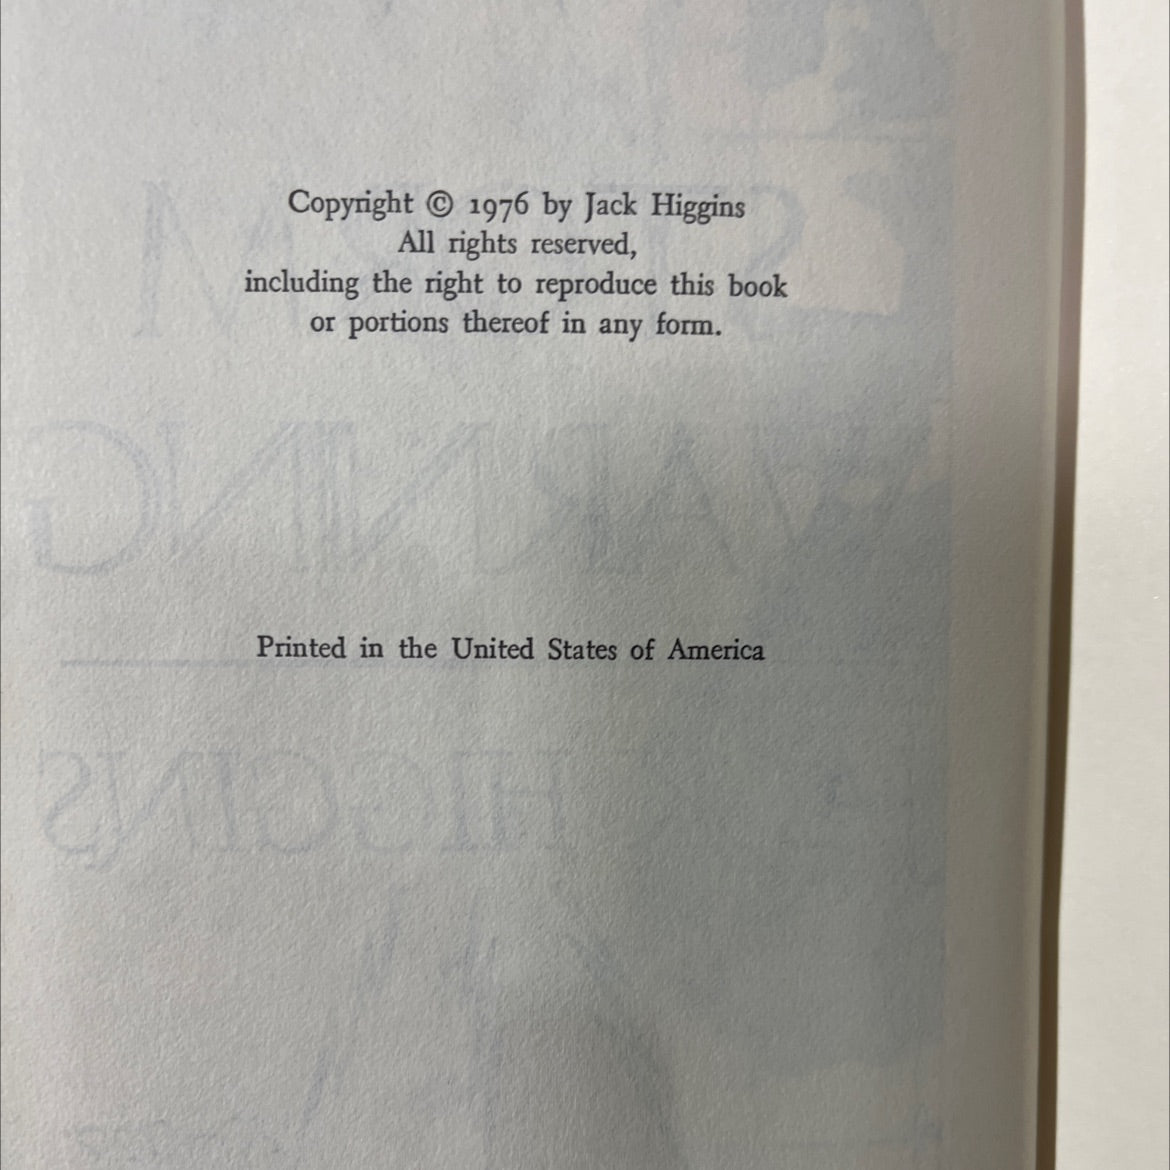 Copyright © 1976 by Jack Higgins
All rights reserved,
including the right to reproduce this book
or portions thereof in any form.
Printed in the United States of America